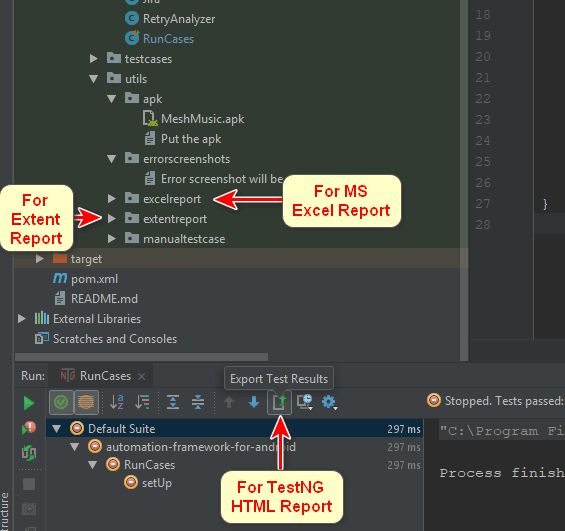 Jira
RetryAnalyzer
RunCases
testcases
utils
apk
MeshMusic.apk
Put the apk
errorscreenshots
Error screenshot will be
excelreport
extentreport
manualtestcase
target
pom.xml
README.md
External Libraries
Scratches and Consoles
For
Extent
Report
For MS
Excel Report
18
19
20
21
22
23
24
25
26
27 }
28
Run: RunCases
Export Test Results
Stopped. Tests passed:
Default Suite 297 ms
automation-framework-for-android 297 ms
RunCases 297 ms
setUp
"C:\Program Fi
Process finish
For TestNG
HTML Report
structure